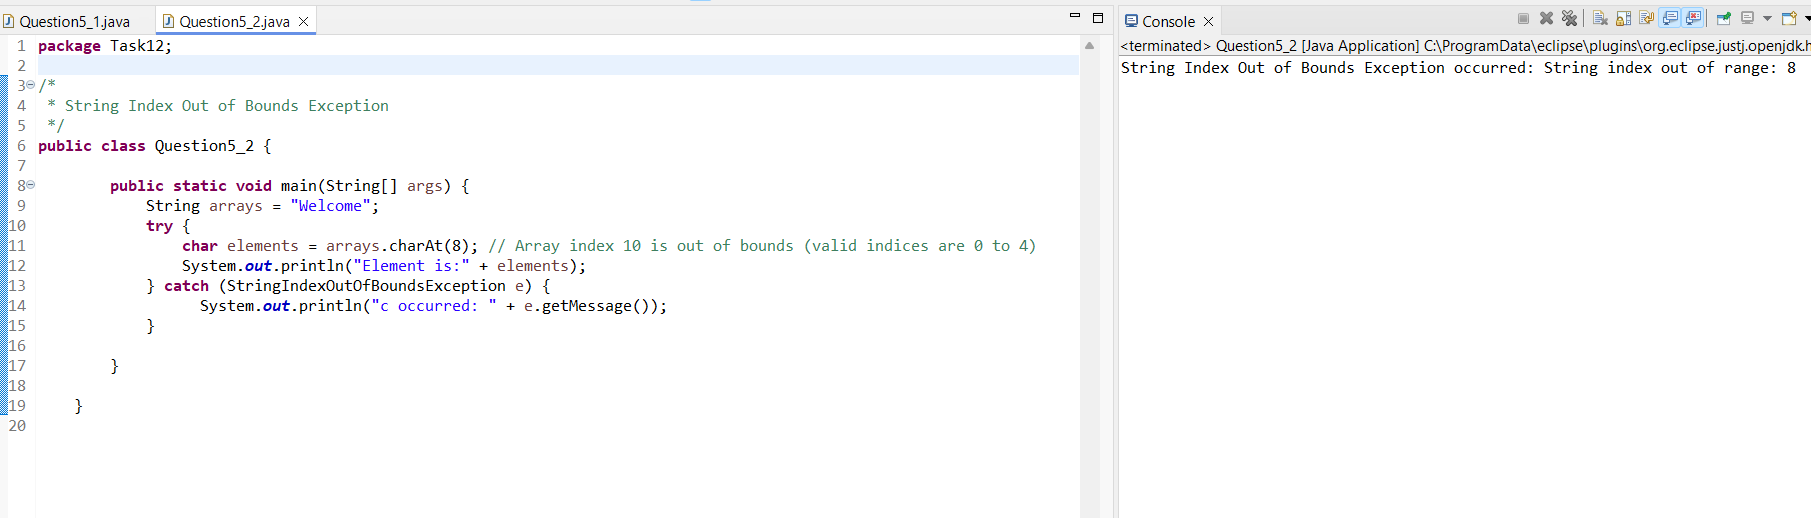 Question5_1.java
Question5_2.java
1 package Task12;
2
3 /*
4 * String Index Out of Bounds Exception
5 */
6 public class Question5_2 {
7
8 public static void main(String[] args) {
9 String arrays = "Welcome";
10 try {
11 char elements = arrays.charAt(8); // Array index 10 is out of bounds (valid indices are 0 to 4)
12 System.out.println("Element is:" + elements);
13 } catch (StringIndexOutOfBoundsException e) {
14 System.out.println("c occurred: " + e.getMessage());
15 }
16
17 }
18
19 }
20
Console
<terminated> Question5_2 [Java Application] C:\ProgramData\eclipse\plugins\org.eclipse.justj.openjdk.h
String Index Out of Bounds Exception occurred: String index out of range: 8